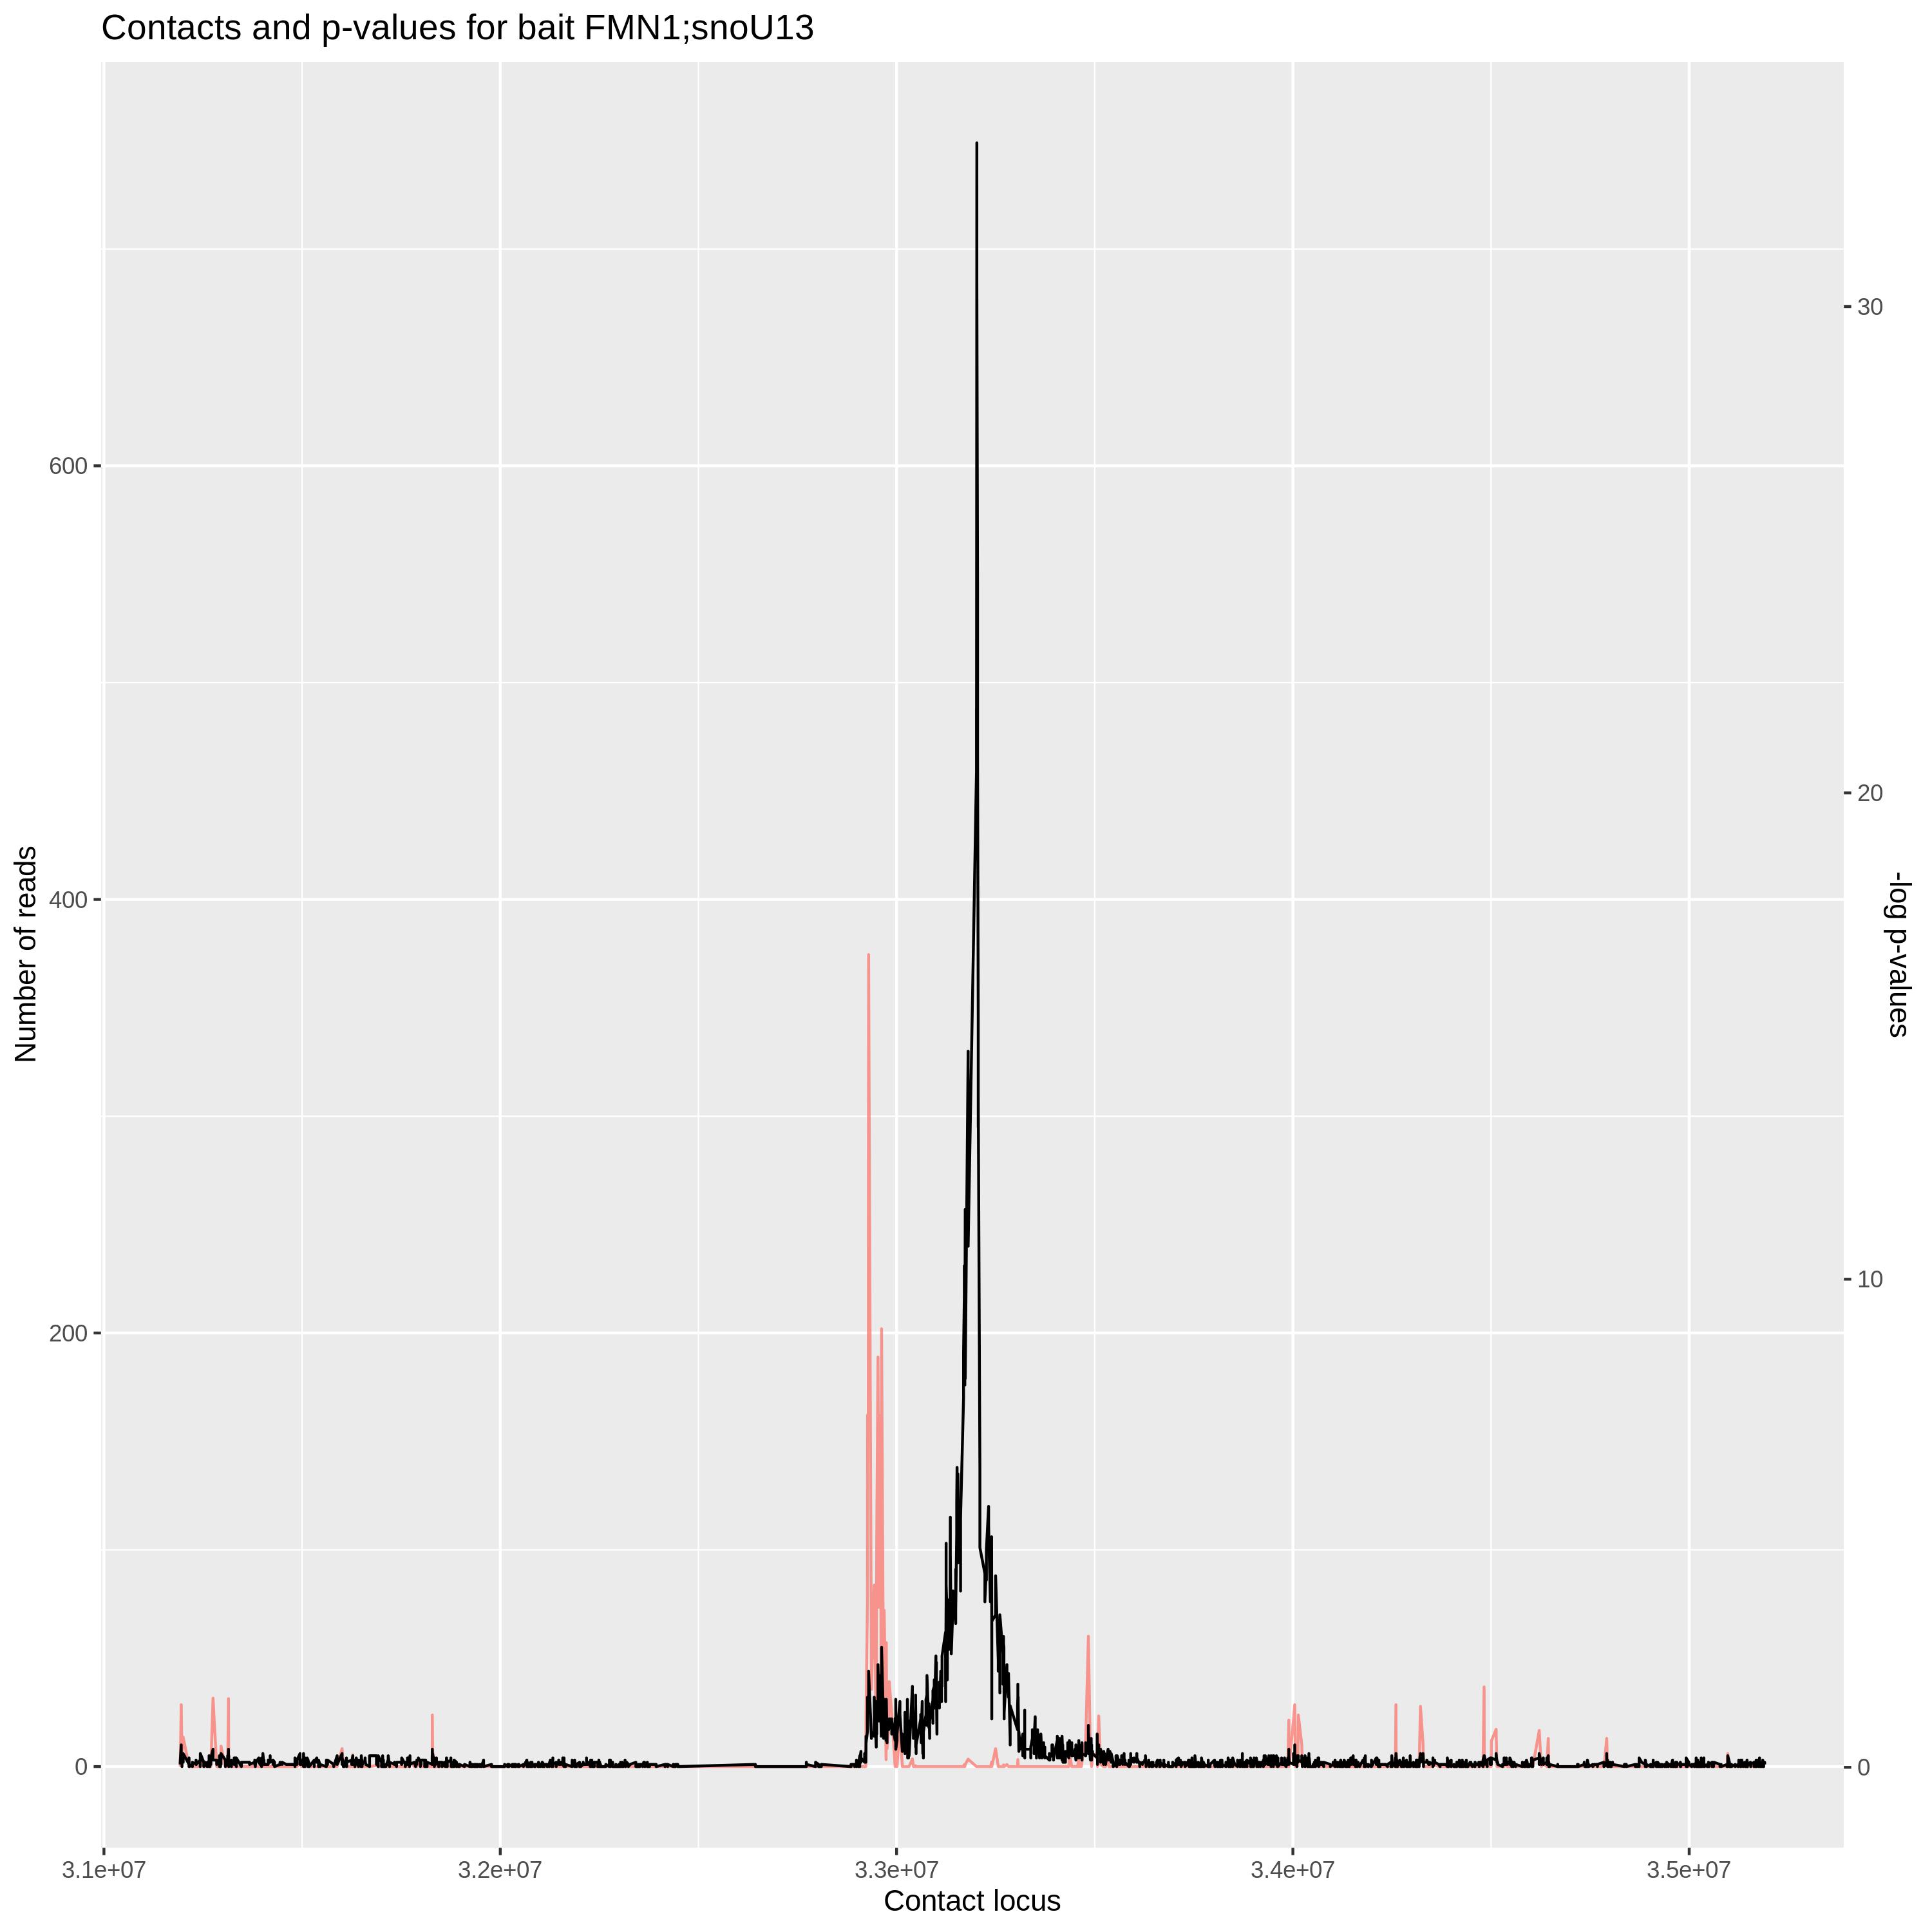 Contacts and p-values for bait FMN1;snoU13
Number of reads
600
400
200
0
30
20
10
0
-log p-values
3.1e+07 3.2e+07 3.3e+07 3.4e+07 3.5e+07
Contact locus